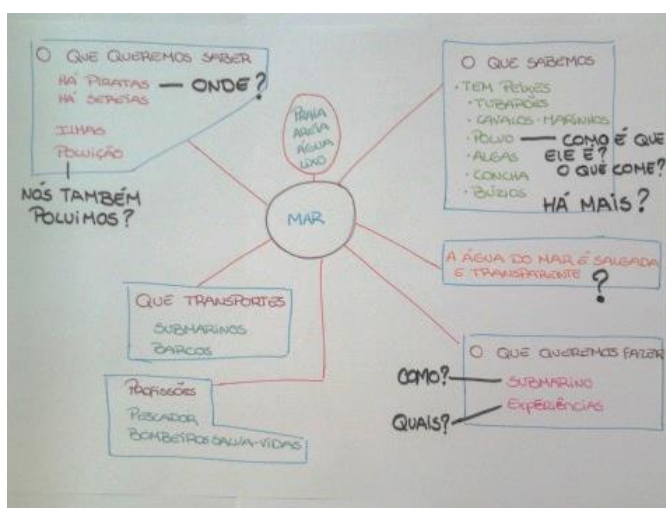 O QUE QUEREMOS SABER
HÁ PIRATAS — ONDE?
HÁ SEREIAS
ILHAS
POLUIÇÃO
NÓS TAMBÉM
POLUIMOS?
PRAIA
AREIA
ÁGUA
LIXO
MAR
O QUE SABEMOS
• TEM PEIXES
• TUBARÕES
• CAVALOS-MARINHOS
• POLVO — COMO É QUE
ELE É?
• ALGAS
O QUE COME?
• CONCHA
• BÚZIOS
HÁ MAIS?
A ÁGUA DO MAR É SALGADA
E TRANSPARENTE
?
QUE TRANSPORTES
SUBMARINOS
BARCOS
PROFISSÕES
PESCADOR
BOMBEIROS SALVA-VIDAS
O QUE QUEREMOS FAZER
COMO? — SUBMARINO
QUAIS? — EXPERIÊNCIAS